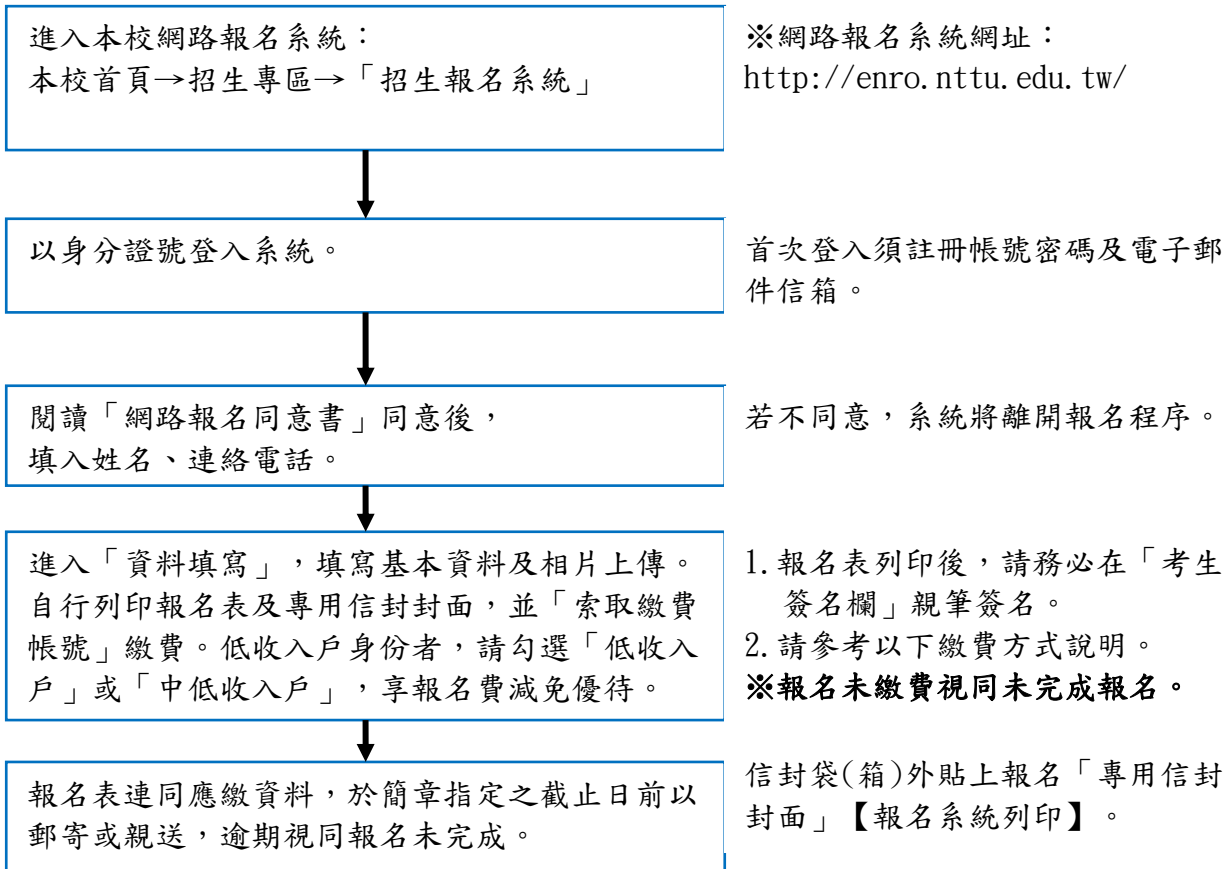 進入本校網路報名系統：
本校首頁→招生專區→「招生報名系統」
※網路報名系統網址：
http://enro.nttu.edu.tw/
以身分證號登入系統。
首次登入須註冊帳號密碼及電子郵
件信箱。
閱讀「網路報名同意書」同意後，
填入姓名、連絡電話。
若不同意，系統將離開報名程序。
進入「資料填寫」，填寫基本資料及相片上傳。
自行列印報名表及專用信封封面，並「索取繳費
帳號」繳費。低收入戶身份者，請勾選「低收入
戶」或「中低收入戶」，享報名費減免優待。
1.報名表列印後，請務必在「考生
簽名欄」親筆簽名。
2.請參考以下繳費方式說明。
※報名未繳費視同未完成報名。
報名表連同應繳資料，於簡章指定之截止日前以
郵寄或親送，逾期視同報名未完成。
信封袋(箱)外貼上報名「專用信封
封面」【報名系統列印】。